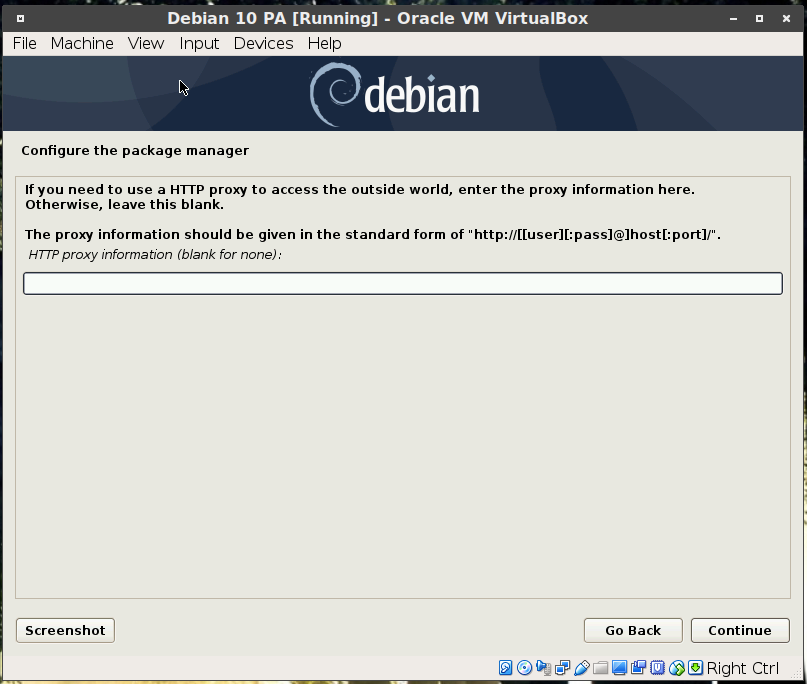 Debian 10 PA [Running] - Oracle VM VirtualBox
File Machine View Input Devices Help
debian
Configure the package manager
If you need to use a HTTP proxy to access the outside world, enter the proxy information here.
Otherwise, leave this blank.
The proxy information should be given in the standard form of "http://[[user][:pass]@]host[:port]/".
HTTP proxy information (blank for none):
Screenshot Go Back Continue
Right Ctrl